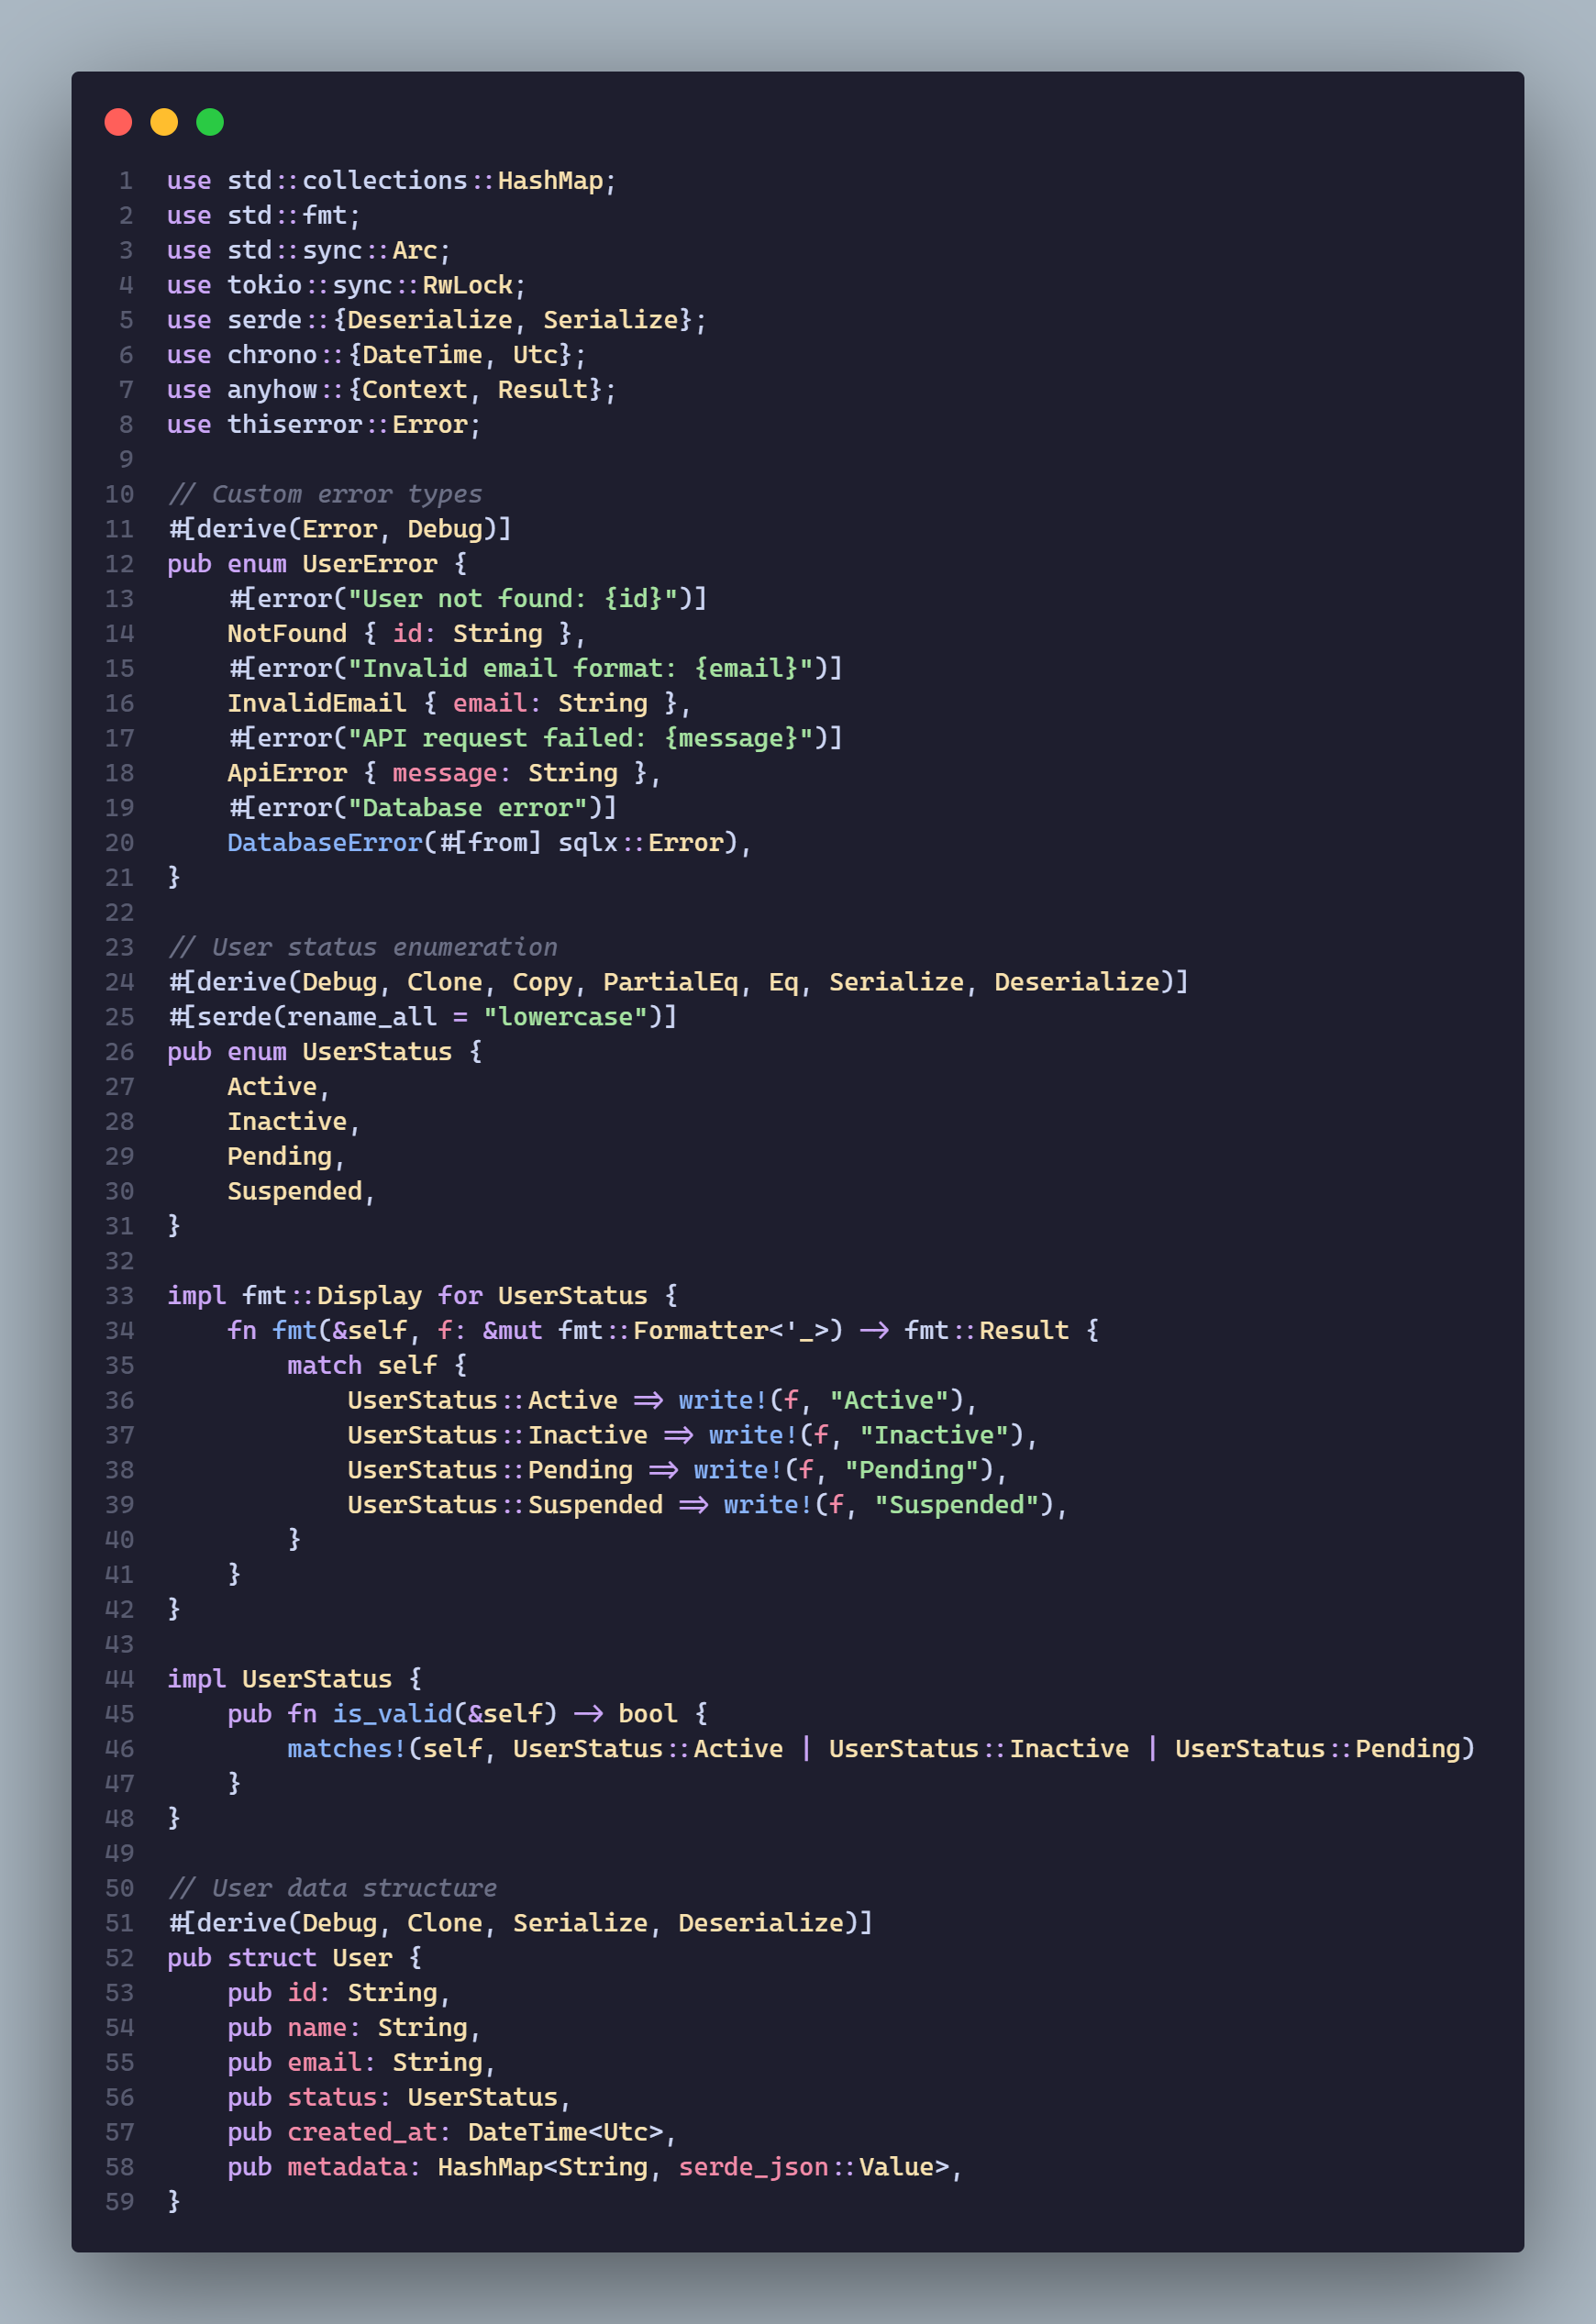 1 use std::collections::HashMap;
2 use std::fmt;
3 use std::sync::Arc;
4 use tokio::sync::RwLock;
5 use serde::{Deserialize, Serialize};
6 use chrono::{DateTime, Utc};
7 use anyhow::{Context, Result};
8 use thiserror::Error;
9
10 // Custom error types
11 #[derive(Error, Debug)]
12 pub enum UserError {
13     #[error("User not found: {id}")]
14     NotFound { id: String },
15     #[error("Invalid email format: {email}")]
16     InvalidEmail { email: String },
17     #[error("API request failed: {message}")]
18     ApiError { message: String },
19     #[error("Database error")]
20     DatabaseError(#[from] sqlx::Error),
21 }
22
23 // User status enumeration
24 #[derive(Debug, Clone, Copy, PartialEq, Eq, Serialize, Deserialize)]
25 #[serde(rename_all = "lowercase")]
26 pub enum UserStatus {
27     Active,
28     Inactive,
29     Pending,
30     Suspended,
31 }
32
33 impl fmt::Display for UserStatus {
34     fn fmt(&self, f: &mut fmt::Formatter<'_>) -> fmt::Result {
35         match self {
36             UserStatus::Active => write!(f, "Active"),
37             UserStatus::Inactive => write!(f, "Inactive"),
38             UserStatus::Pending => write!(f, "Pending"),
39             UserStatus::Suspended => write!(f, "Suspended"),
40         }
41     }
42 }
43
44 impl UserStatus {
45     pub fn is_valid(&self) -> bool {
46         matches!(self, UserStatus::Active | UserStatus::Inactive | UserStatus::Pending)
47     }
48 }
49
50 // User data structure
51 #[derive(Debug, Clone, Serialize, Deserialize)]
52 pub struct User {
53     pub id: String,
54     pub name: String,
55     pub email: String,
56     pub status: UserStatus,
57     pub created_at: DateTime<Utc>,
58     pub metadata: HashMap<String, serde_json::Value>,
59 }